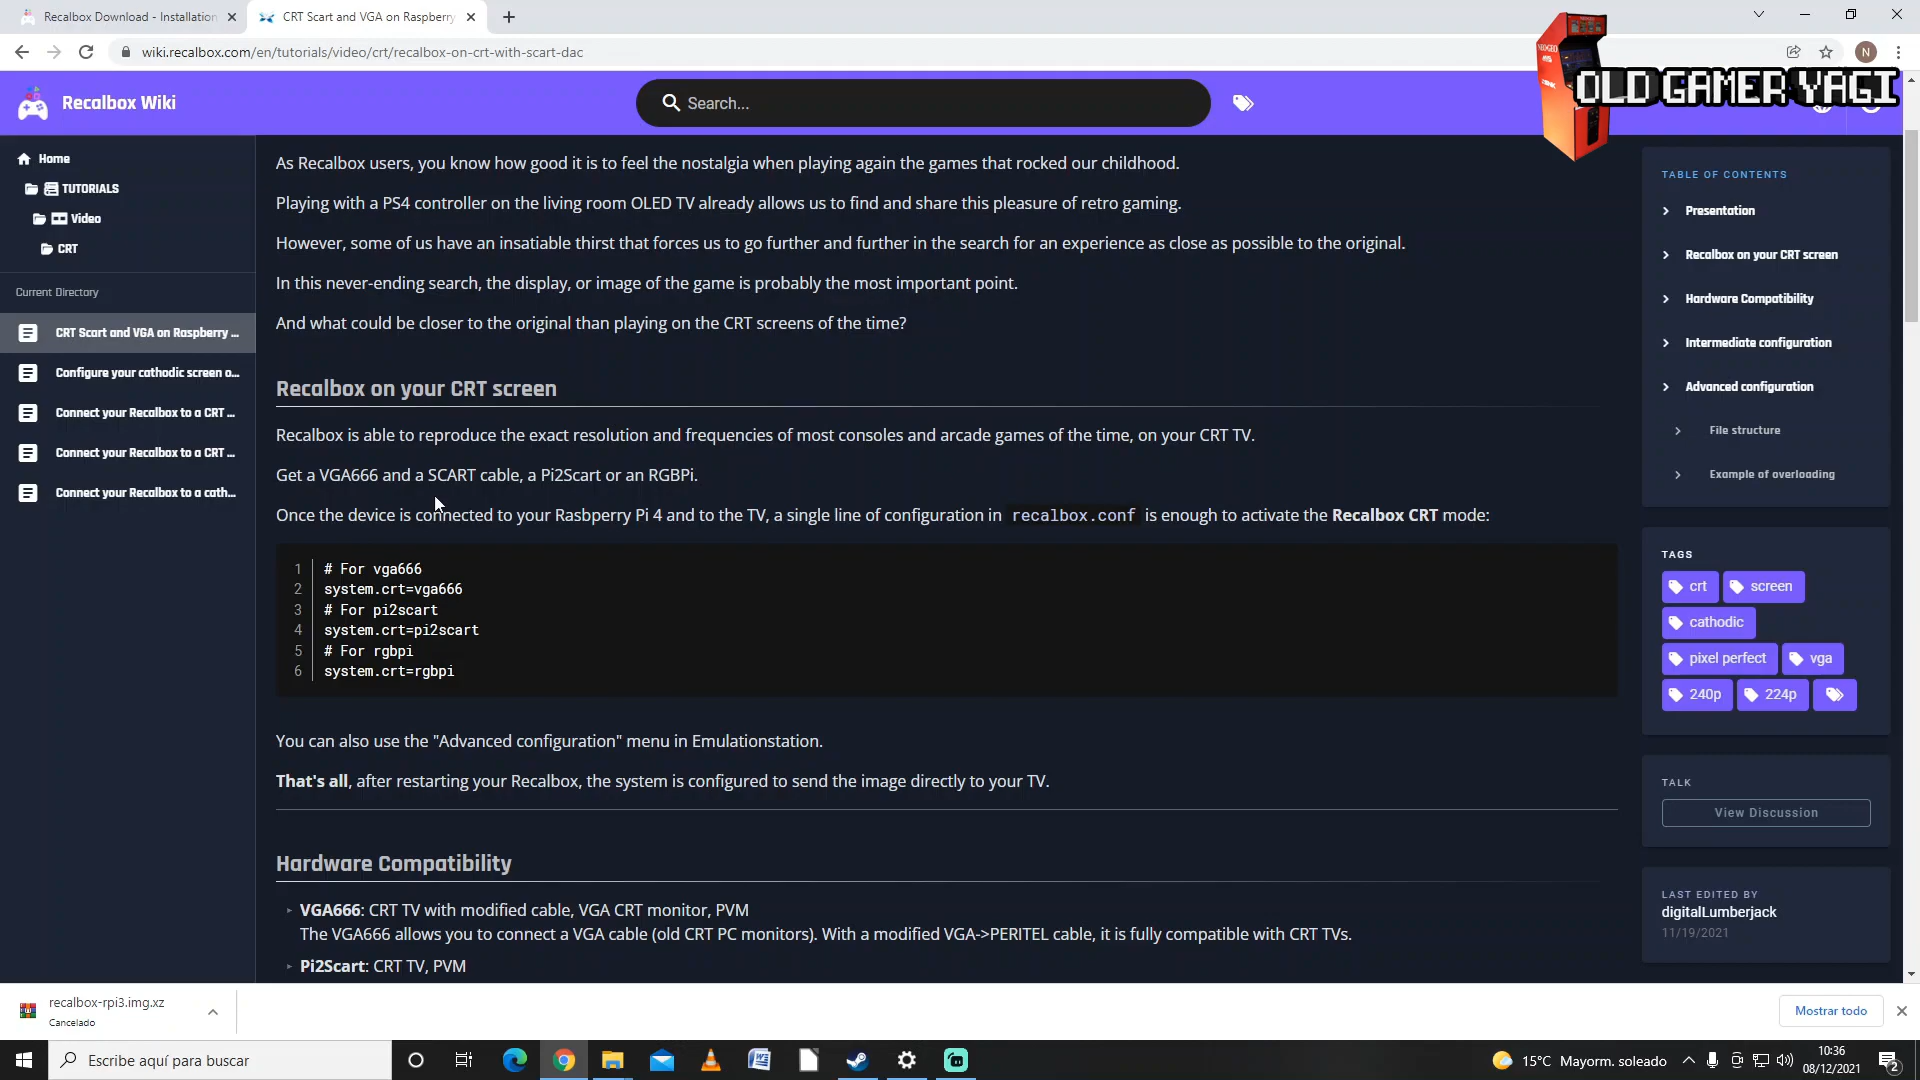 Recalbox Download - Installation
CRT Scart and VGA on Raspberry
wiki.recalbox.com/en/tutorials/video/crt/recalbox-on-crt-with-scart-dac
N
OLD GAMER YAGI
Recalbox Wiki
Search...
Home
TUTORIALS
Video
CRT
Current Directory
CRT Scart and VGA on Raspberry ...
Configure your cathodic screen o...
Connect your Recalbox to a CRT ...
Connect your Recalbox to a CRT ...
Connect your Recalbox to a cath...
As Recalbox users, you know how good it is to feel the nostalgia when playing again the games that rocked our childhood.
Playing with a PS4 controller on the living room OLED TV already allows us to find and share this pleasure of retro gaming.
However, some of us have an insatiable thirst that forces us to go further and further in the search for an experience as close as possible to the original.
In this never-ending search, the display, or image of the game is probably the most important point.
And what could be closer to the original than playing on the CRT screens of the time?
Recalbox on your CRT screen
Recalbox is able to reproduce the exact resolution and frequencies of most consoles and arcade games of the time, on your CRT TV.
Get a VGA666 and a SCART cable, a Pi2Scart or an RGBPi.
Once the device is connected to your Rasbperry Pi 4 and to the TV, a single line of configuration in recalbox.conf is enough to activate the Recalbox CRT mode:
1 # For vga666
2 system.crt=vga666
3 # For pi2scart
4 system.crt=pi2scart
5 # For rgbpi
6 system.crt=rgbpi
You can also use the "Advanced configuration" menu in Emulationstation.
That's all, after restarting your Recalbox, the system is configured to send the image directly to your TV.
Hardware Compatibility
VGA666: CRT TV with modified cable, VGA CRT monitor, PVM
The VGA666 allows you to connect a VGA cable (old CRT PC monitors). With a modified VGA->PERITEL cable, it is fully compatible with CRT TVs.
Pi2Scart: CRT TV, PVM
TABLE OF CONTENTS
Presentation
Recalbox on your CRT screen
Hardware Compatibility
Intermediate configuration
Advanced configuration
File structure
Example of overloading
TAGS
crt screen
cathodic
pixel perfect vga
240p 224p
TALK
View Discussion
LAST EDITED BY
digitalLumberjack
11/19/2021
recalbox-rpi3.img.xz
Cancelado
Mostrar todo
Escribe aquí para buscar
15°C Mayorm. soleado
10:36
08/12/2021
2